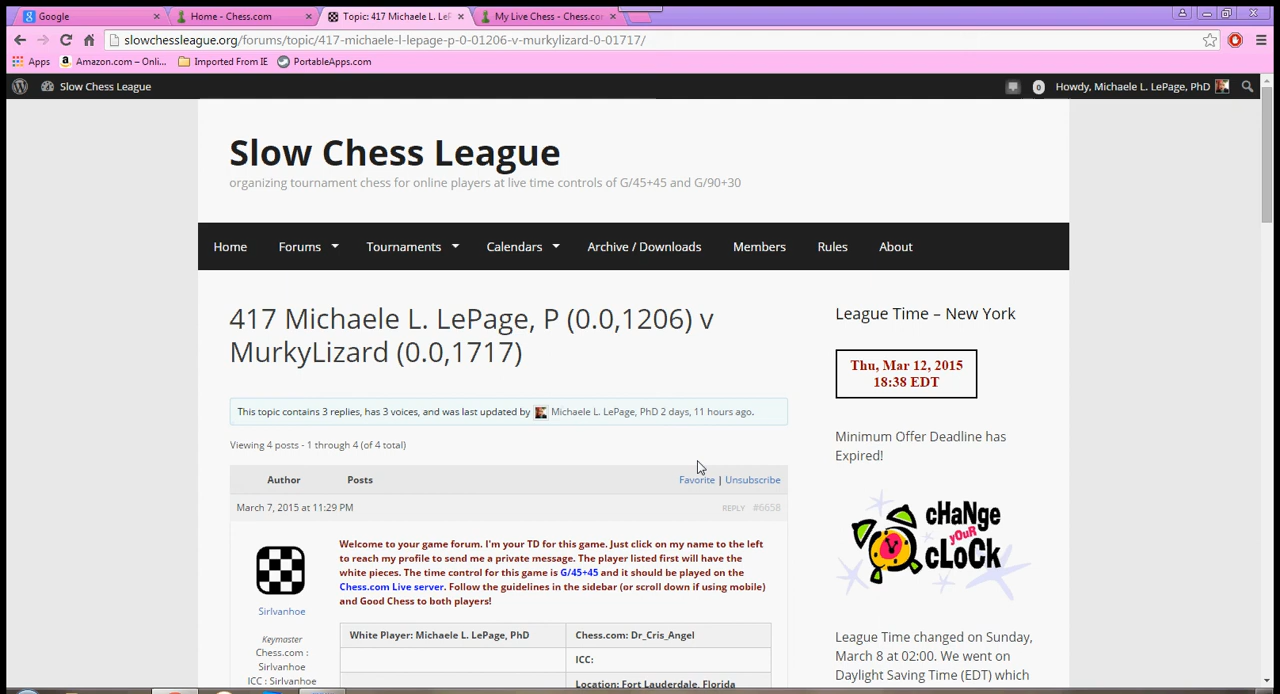 Google
Home - Chess.com
Topic: 417 Michaele L. LeP
My Live Chess - Chess.co
slowchessleague.org/forums/topic/417-michaele-l-lepage-p-0-01206-v-murkylizard-0-01717/
Apps
Amazon.com – Onli...
Imported From IE
PortableApps.com
Slow Chess League
0
Howdy, Michaele L. LePage, PhD
Slow Chess League
organizing tournament chess for online players at live time controls of G/45+45 and G/90+30
Home
Forums
Tournaments
Calendars
Archive / Downloads
Members
Rules
About
417 Michaele L. LePage, P (0.0,1206) v
MurkyLizard (0.0,1717)
This topic contains 3 replies, has 3 voices, and was last updated by Michaele L. LePage, PhD 2 days, 11 hours ago.
Viewing 4 posts - 1 through 4 (of 4 total)
Author
Posts
Favorite | Unsubscribe
March 7, 2015 at 11:29 PM
REPLY #6658
SirIvanhoe
Keymaster
Chess.com :
SirIvanhoe
ICC : SirIvanhoe
Welcome to your game forum. I'm your TD for this game. Just click on my name to the left
to reach my profile to send me a private message. The player listed first will have the
white pieces. The time control for this game is G/45+45 and it should be played on the
Chess.com Live server. Follow the guidelines in the sidebar (or scroll down if using mobile)
and Good Chess to both players!
White Player: Michaele L. LePage, PhD
Chess.com: Dr_Cris_Angel
ICC:
Location: Fort Lauderdale, Florida
League Time – New York
Thu, Mar 12, 2015
18:38 EDT
Minimum Offer Deadline has
Expired!
cHaNge
yOuR
cLoCk
League Time changed on Sunday,
March 8 at 02:00. We went on
Daylight Saving Time (EDT) which